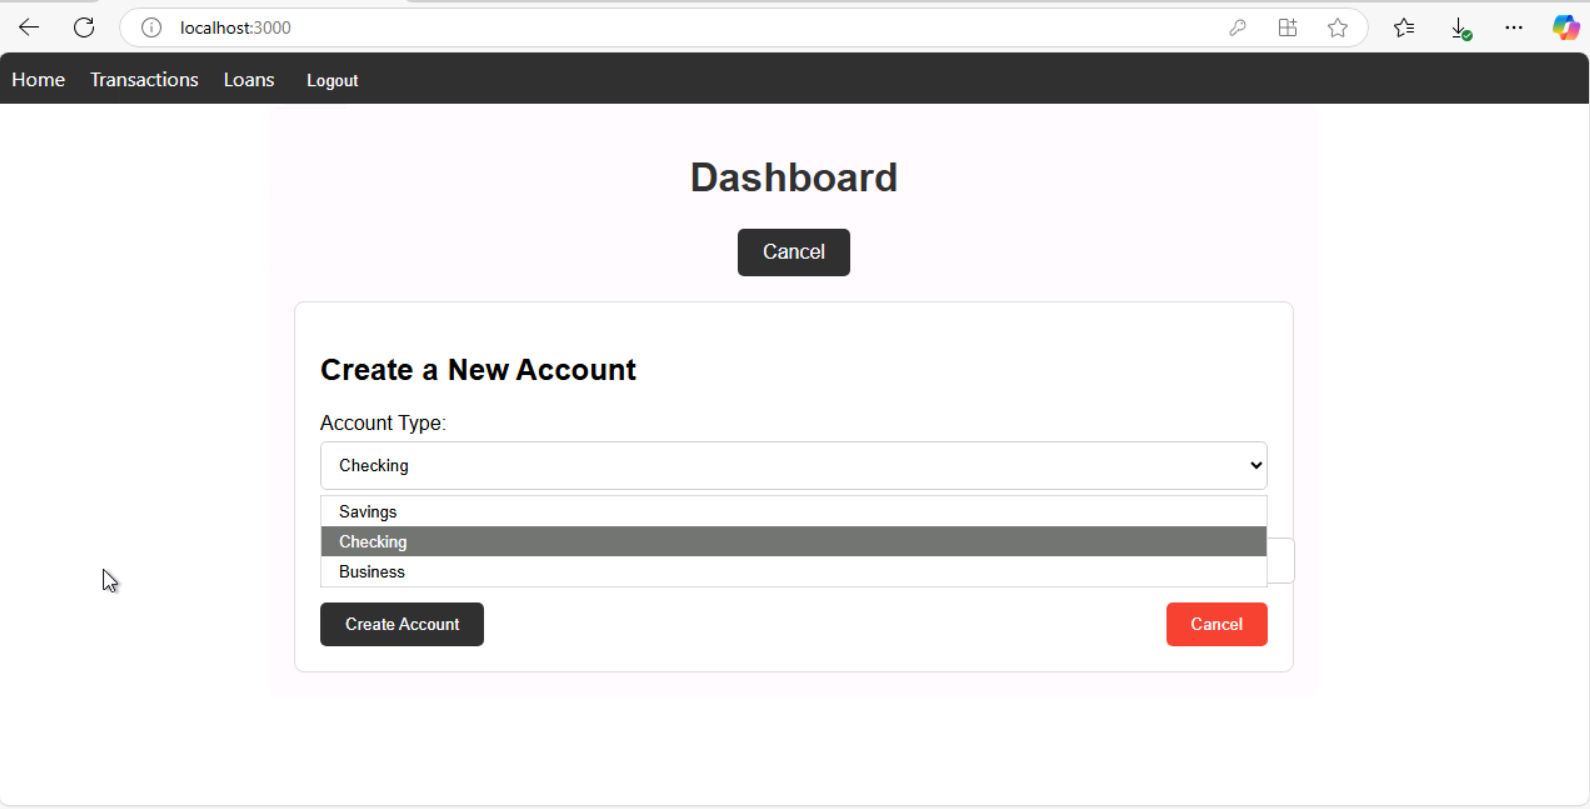 localhost:3000
Home Transactions Loans Logout
Dashboard
Cancel
Create a New Account
Account Type:
Checking
Savings
Checking
Business
Create Account Cancel